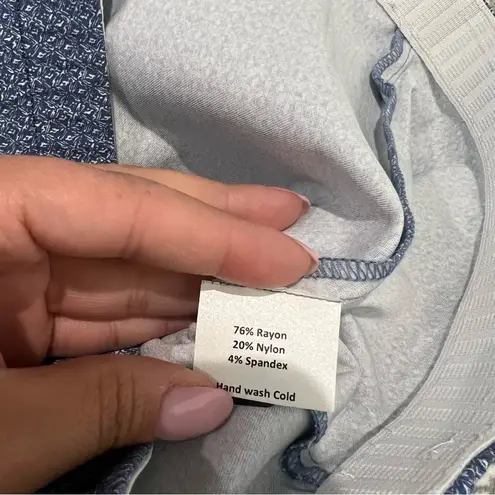 76% Rayon
20% Nylon
4% Spandex
Hand wash Cold